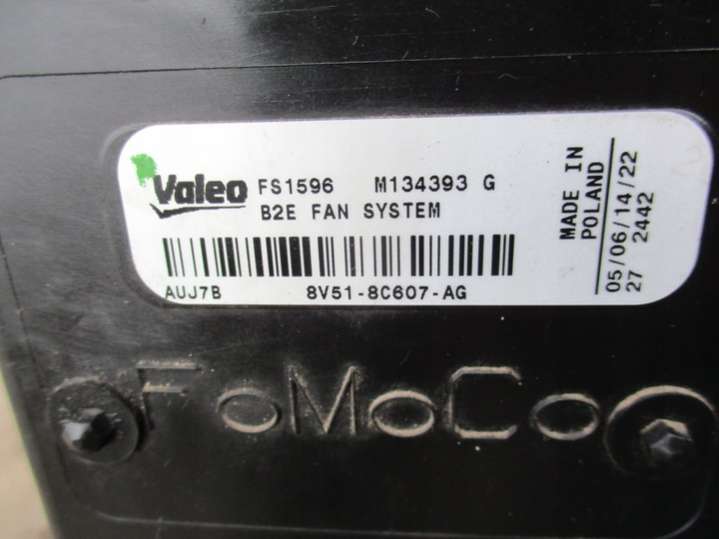 Valeo FS1596 M134393 G
B2E FAN SYSTEM
AUJ7B 8V51-8C607-AG
MADE IN
POLAND
05/06/14/22
27 2442
FoMoCo